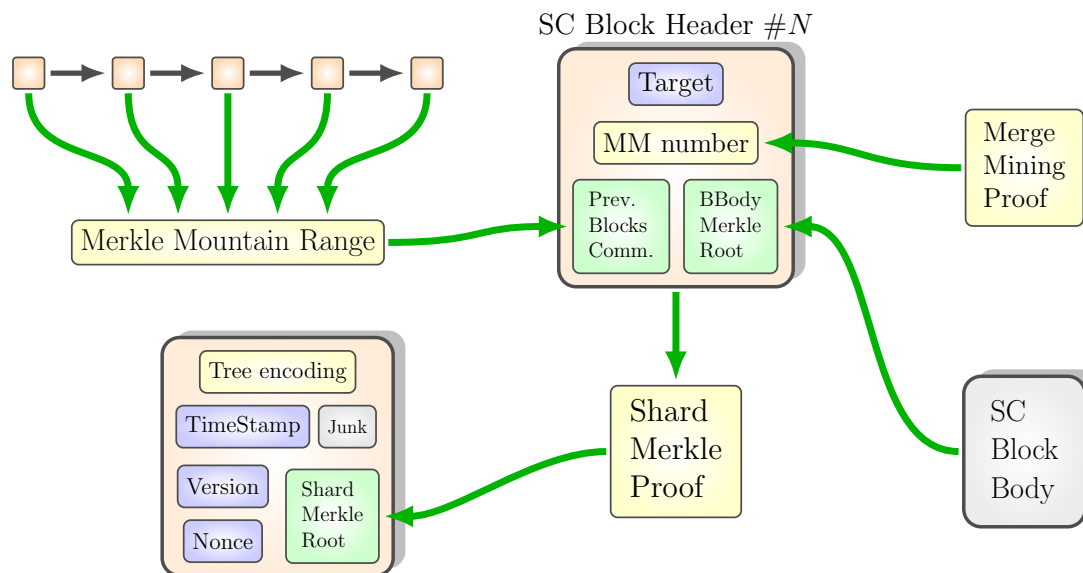 SC Block Header #N
Target
MM number
Prev.
Blocks
Comm.
BBody
Merkle
Root
Merge
Mining
Proof
Merkle Mountain Range
Tree encoding
TimeStamp
Junk
Version
Nonce
Shard
Merkle
Root
Shard
Merkle
Proof
SC
Block
Body